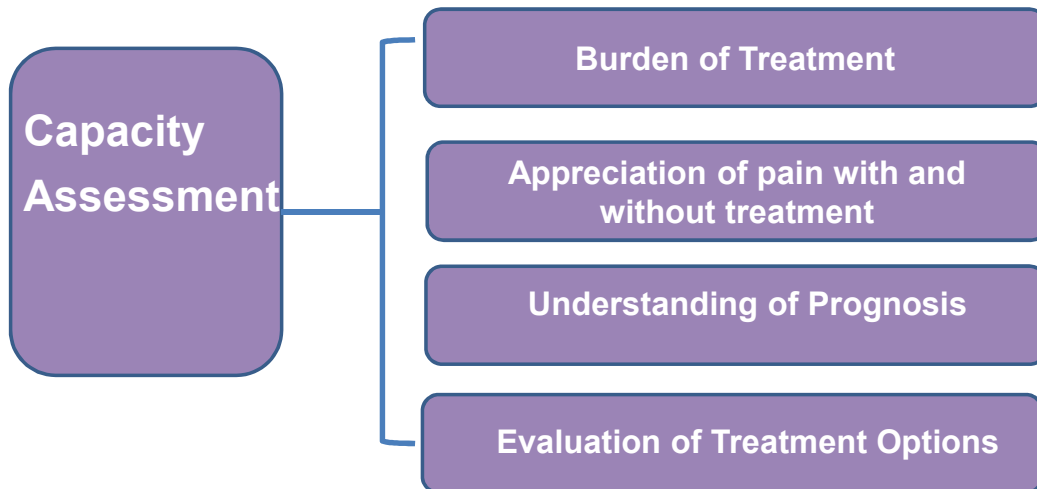 Capacity
Assessment
Burden of Treatment
Appreciation of pain with and
without treatment
Understanding of Prognosis
Evaluation of Treatment Options